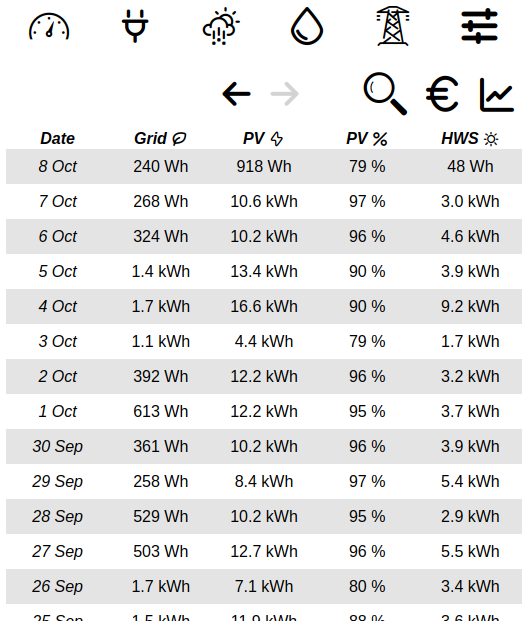 Date Grid PV PV % HWS
8 Oct 240 Wh 918 Wh 79 % 48 Wh
7 Oct 268 Wh 10.6 kWh 97 % 3.0 kWh
6 Oct 324 Wh 10.2 kWh 96 % 4.6 kWh
5 Oct 1.4 kWh 13.4 kWh 90 % 3.9 kWh
4 Oct 1.7 kWh 16.6 kWh 90 % 9.2 kWh
3 Oct 1.1 kWh 4.4 kWh 79 % 1.7 kWh
2 Oct 392 Wh 12.2 kWh 96 % 3.2 kWh
1 Oct 613 Wh 12.2 kWh 95 % 3.7 kWh
30 Sep 361 Wh 10.2 kWh 96 % 3.9 kWh
29 Sep 258 Wh 8.4 kWh 97 % 5.4 kWh
28 Sep 529 Wh 10.2 kWh 95 % 2.9 kWh
27 Sep 503 Wh 12.7 kWh 96 % 5.5 kWh
26 Sep 1.7 kWh 7.1 kWh 80 % 3.4 kWh
25 Sep 1.5 kWh 11.9 kWh 88 % 3.6 kWh